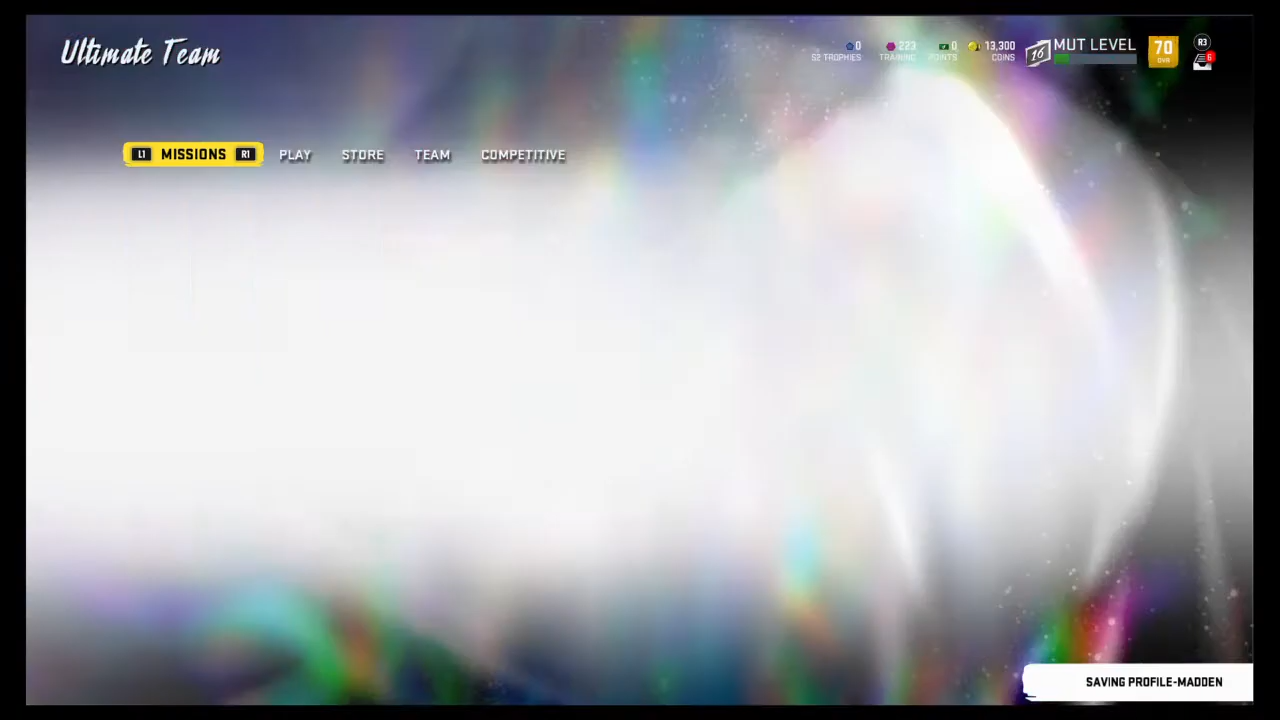 Ultimate Team
0 223 0 13,300
S2 TROPHIES TRAINING POINTS COINS
16 MUT LEVEL
70
OVR
R3
6
L1 MISSIONS R1 PLAY STORE TEAM COMPETITIVE
SAVING PROFILE-MADDEN